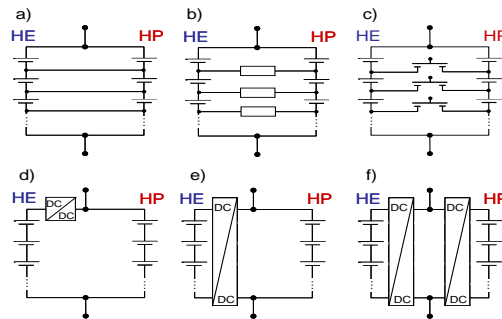 a) b) c)
HE HP HE HP HE HP
d) e) f)
HE DC DC HP HE DC DC HP HE DC DC DC DC HP